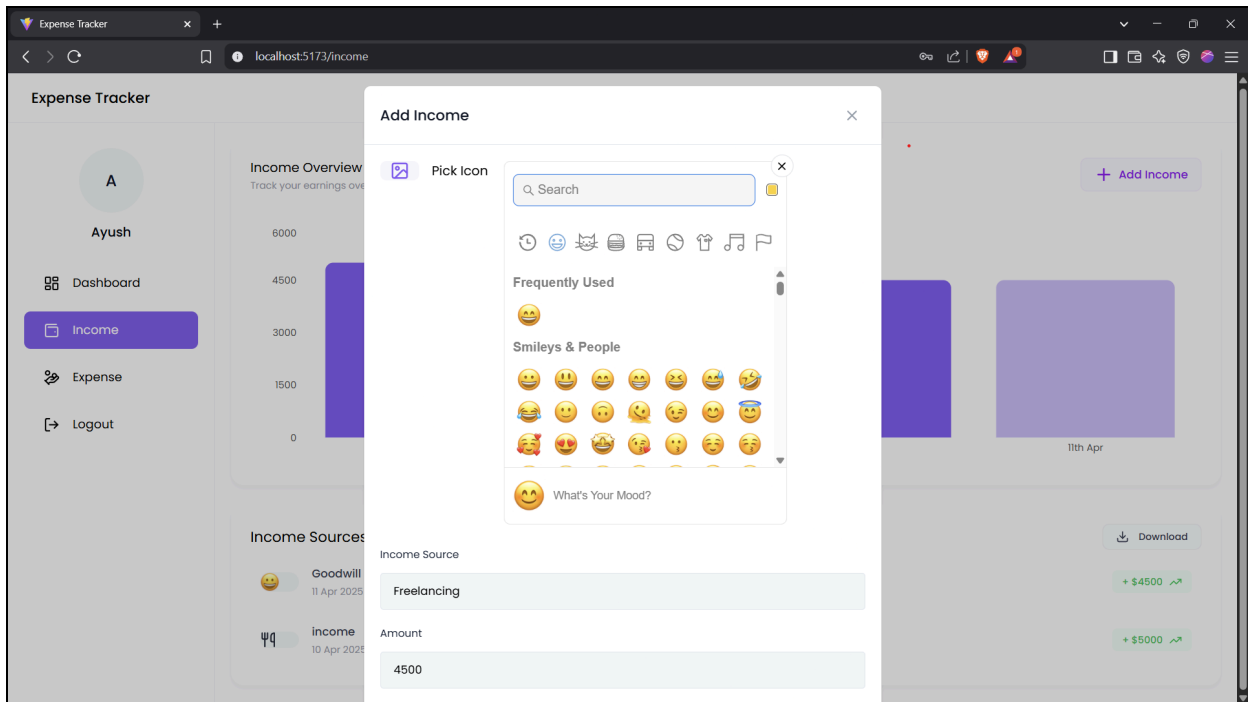 Expense Tracker
localhost:5173/income
1
Expense Tracker
A
Ayush
Dashboard
Income
Expense
Logout
Income Overview
Track your earnings ove
Add Income
6000
4500
3000
1500
0
11th Apr
Income Sources
Download
Goodwill
11 Apr 2025
+ $4500
income
10 Apr 2025
+ $5000
Add Income
Pick Icon
Search
Frequently Used
Smileys & People
What's Your Mood?
Income Source
Freelancing
Amount
4500